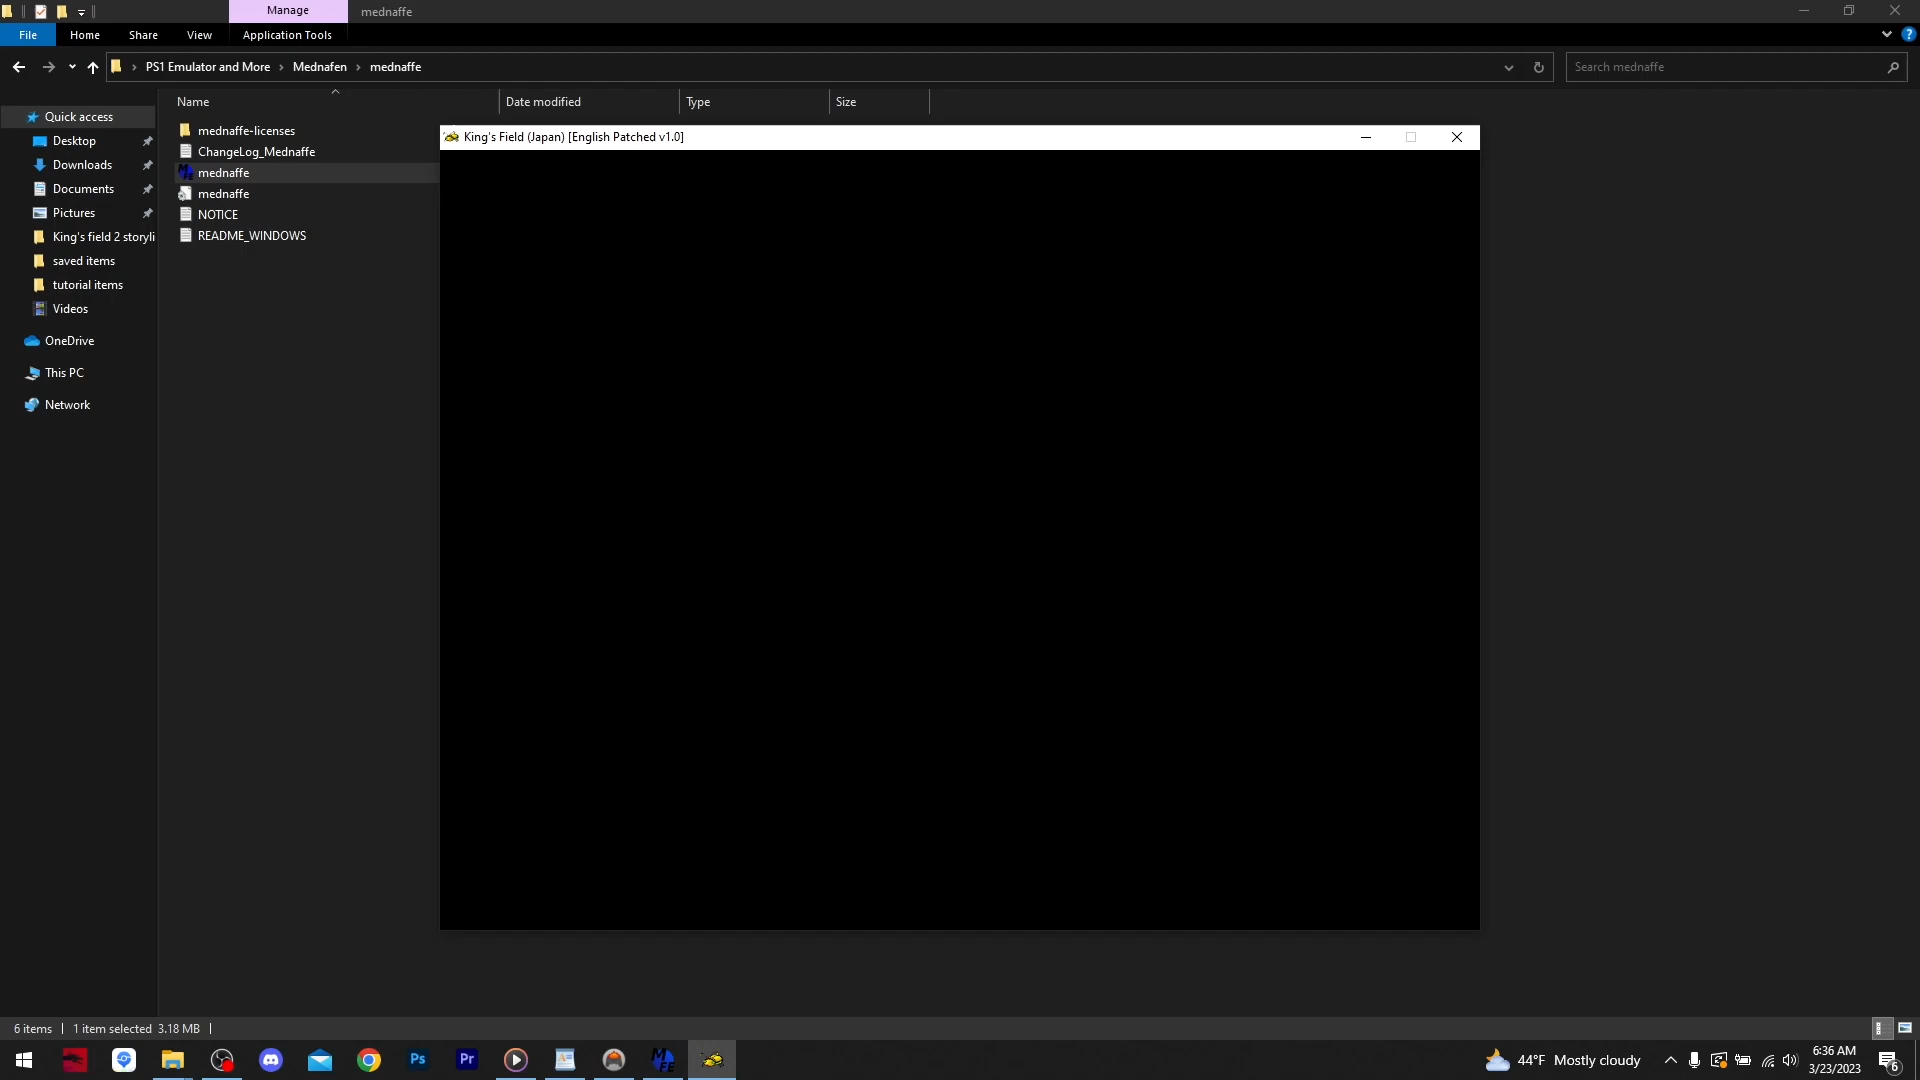 Manage
mednaffe
File
Home
Share
View
Application Tools
PS1 Emulator and More
Mednafen
mednaffe
Search mednaffe
Name
Date modified
Type
Size
Quick access
Desktop
Downloads
Documents
Pictures
King's field 2 storyli
saved items
tutorial items
Videos
OneDrive
This PC
Network
mednaffe-licenses
ChangeLog_Mednaffe
mednaffe
mednaffe
NOTICE
README_WINDOWS
King's Field (Japan) [English Patched v1.0]
6 items
1 item selected 3.18 MB
Ps
Pr
44°F Mostly cloudy
6:36 AM
3/23/2023
6